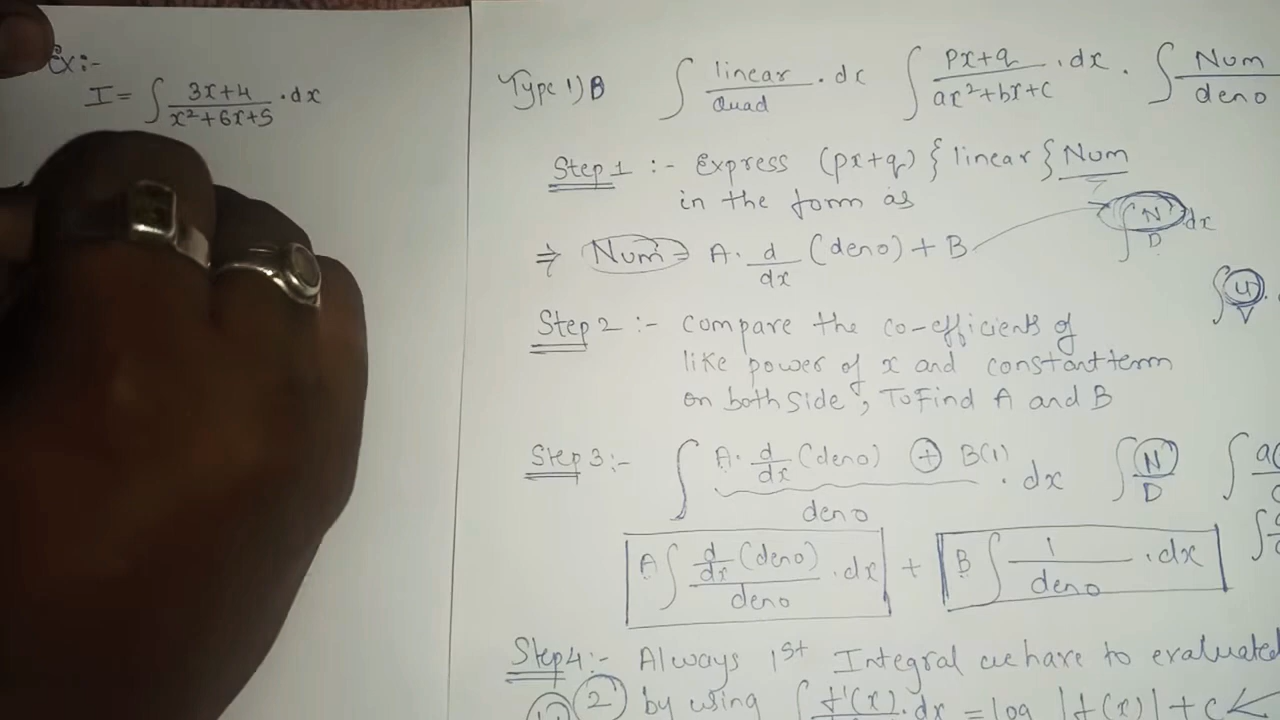 Ex:-
I = ∫ 3x+4 / x²+6x+5 . dx
Type 1) B ∫ linear / Quad . dx ∫ px+q / ax²+bx+c . dx . ∫ Num / deno
Step 1 :- Express (px+q) { linear } Num
in the form as
∫ N' / D dx
⇒ Num = A. d/dx (deno) + B
∫ u / v .
Step 2 :- compare the co-efficients of
like power of x and constant term
on both side, To Find A and B
Step 3 :- ∫ A. d/dx (deno) + B(1) / deno . dx ∫ N' / D
A ∫ d/dx (deno) / deno . dx + B ∫ 1 / deno . dx
Step 4 :- Always 1st Integral we have to evaluated
2 by using ∫ f'(x) . dx = log |f(x)| + c